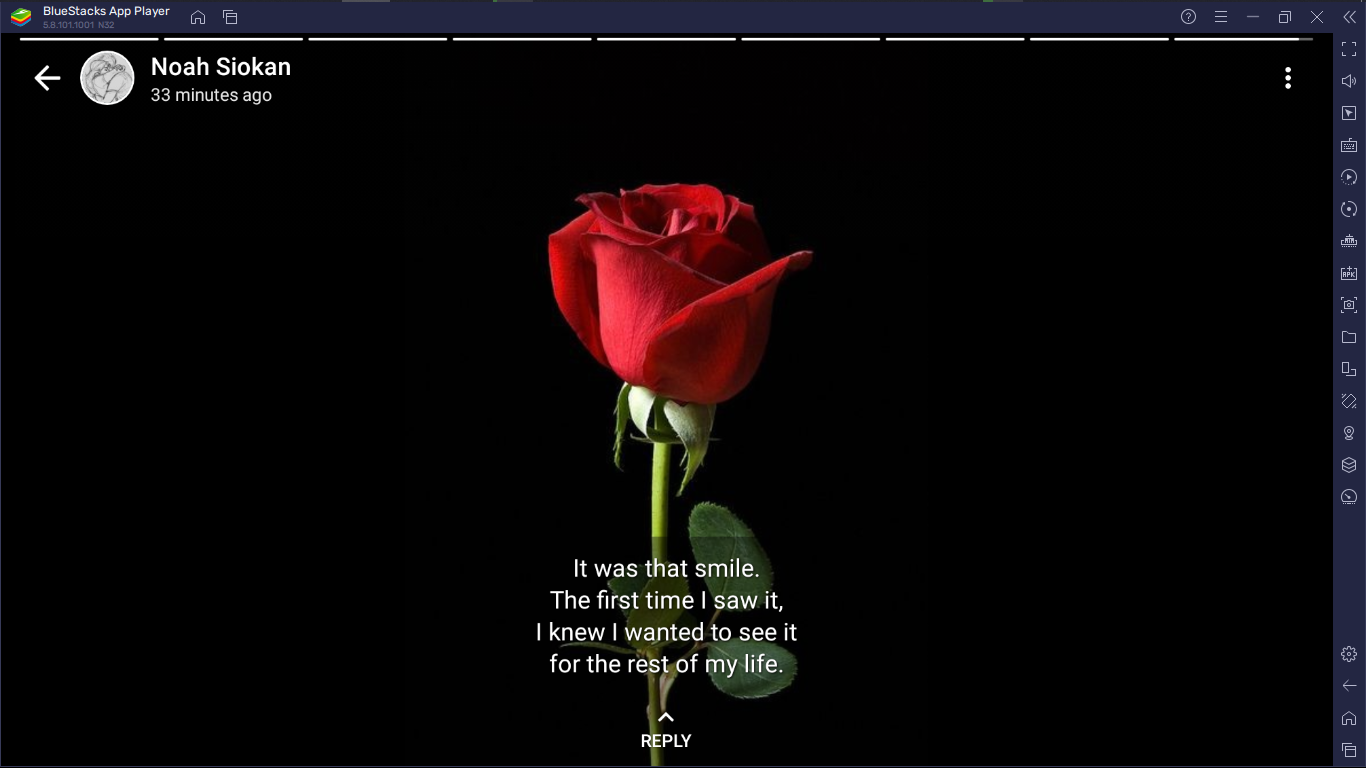 BlueStacks App Player
5.8.101.1001 N32
Noah Siokan
33 minutes ago
It was that smile.
The first time I saw it,
I knew I wanted to see it
for the rest of my life.
REPLY